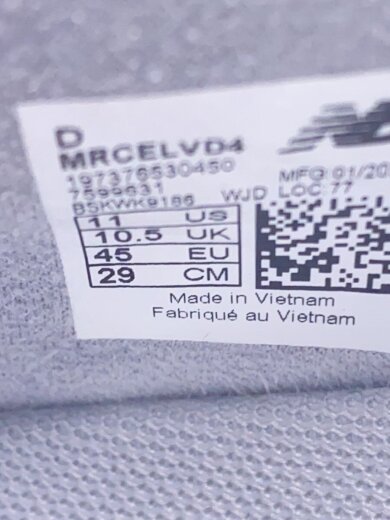 D
MRCELVD4
197376530450
7599631
BSKWK9186 WJD LOC:77
MFG:01/20
11 US
10.5 UK
45 EU
29 CM
Made in Vietnam
Fabriqué au Vietnam